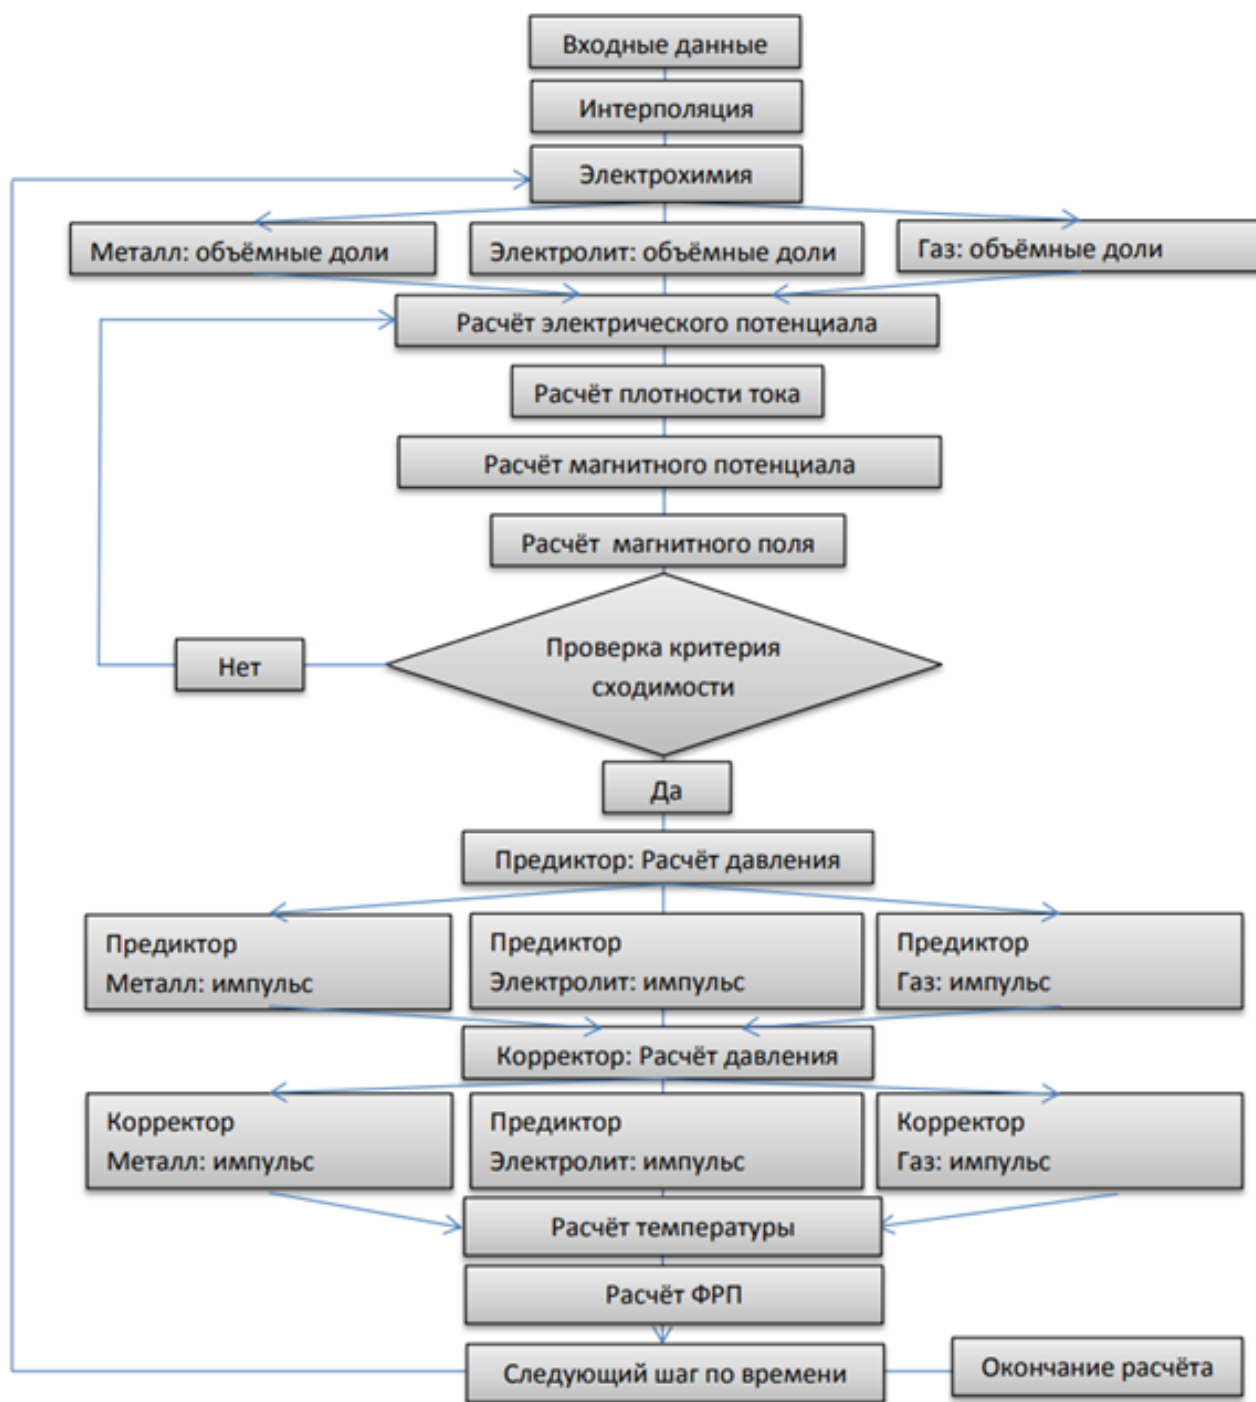 Входные данные
Интерполяция
Электрохимия
Металл: объёмные доли
Электролит: объёмные доли
Газ: объёмные доли
Расчёт электрического потенциала
Расчёт плотности тока
Расчёт магнитного потенциала
Расчёт магнитного поля
Проверка критерия
сходимости
Нет
Да
Предиктор: Расчёт давления
Предиктор
Металл: импульс
Предиктор
Электролит: импульс
Предиктор
Газ: импульс
Корректор: Расчёт давления
Корректор
Металл: импульс
Предиктор
Электролит: импульс
Корректор
Газ: импульс
Расчёт температуры
Расчёт ФРП
Следующий шаг по времени
Окончание расчёта